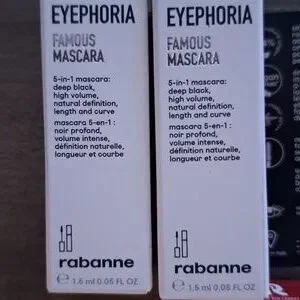 EYEPHORIA
FAMOUS
MASCARA
5-in-1 mascara:
deep black,
high volume,
natural definition,
length and curve
mascara 5-en-1 :
noir profond,
volume intense,
définition naturelle,
longueur et courbe
rabanne
℮ 1.6 ml 0.05 FL OZ
EYEPHORIA
FAMOUS
MASCARA
5-in-1 mascara:
deep black,
high volume,
natural definition,
length and curve
mascara 5-en-1 :
noir profond,
volume intense,
définition naturelle,
longueur et courbe
rabanne
℮ 1.6 ml 0.05 FL OZ